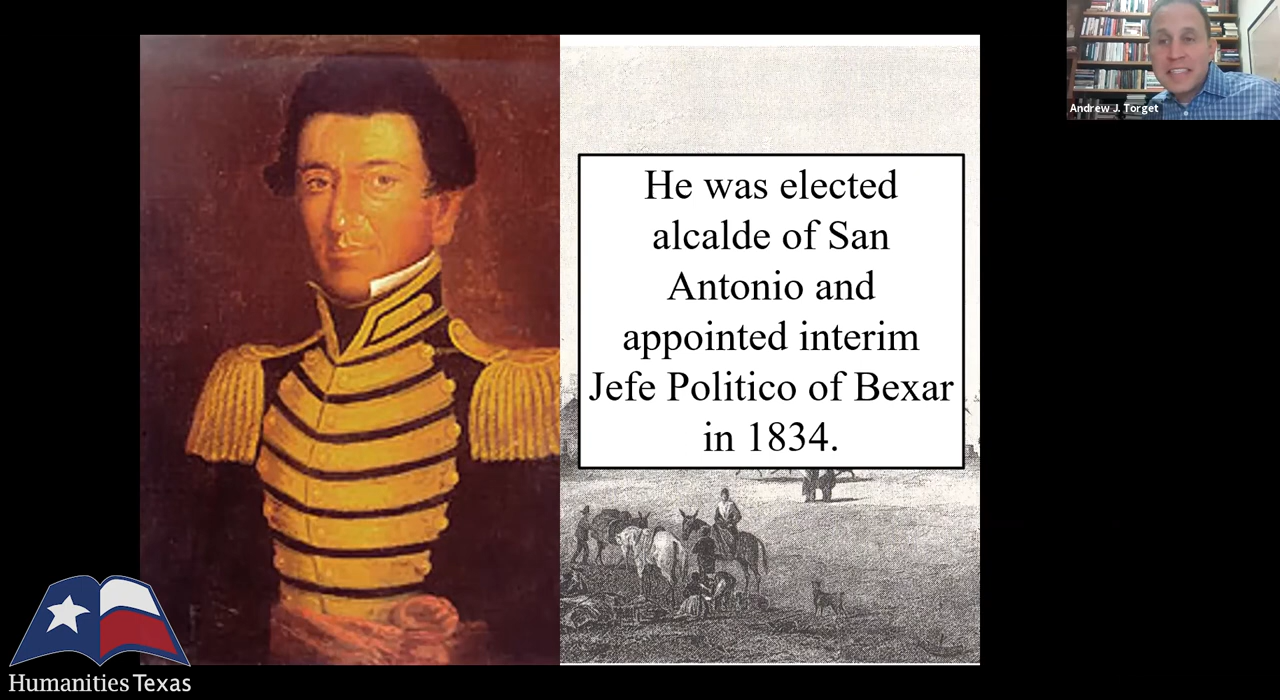 Andrew J. Torget
He was elected
alcalde of San
Antonio and
appointed interim
Jefe Politico of Bexar
in 1834.
Humanities Texas